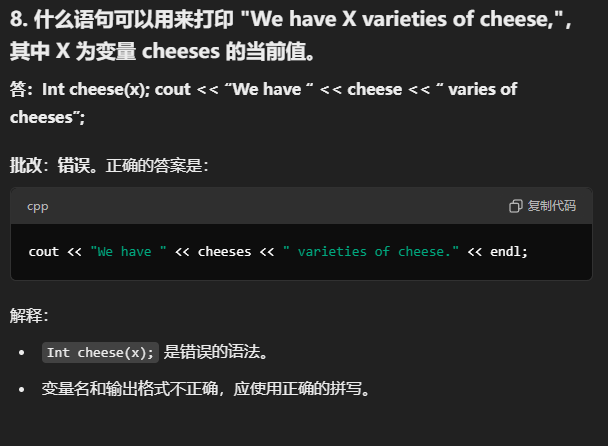 8. 什么语句可以用来打印 "We have X varieties of cheese,"，
其中 X 为变量 cheeses 的当前值。
答：Int cheese(x); cout << “We have “ << cheese << “ varies of
cheeses”;
批改：错误。正确的答案是：
cpp 复制代码
cout << "We have " << cheeses << " varieties of cheese." << endl;
解释：
• Int cheese(x); 是错误的语法。
• 变量名和输出格式不正确，应使用正确的拼写。